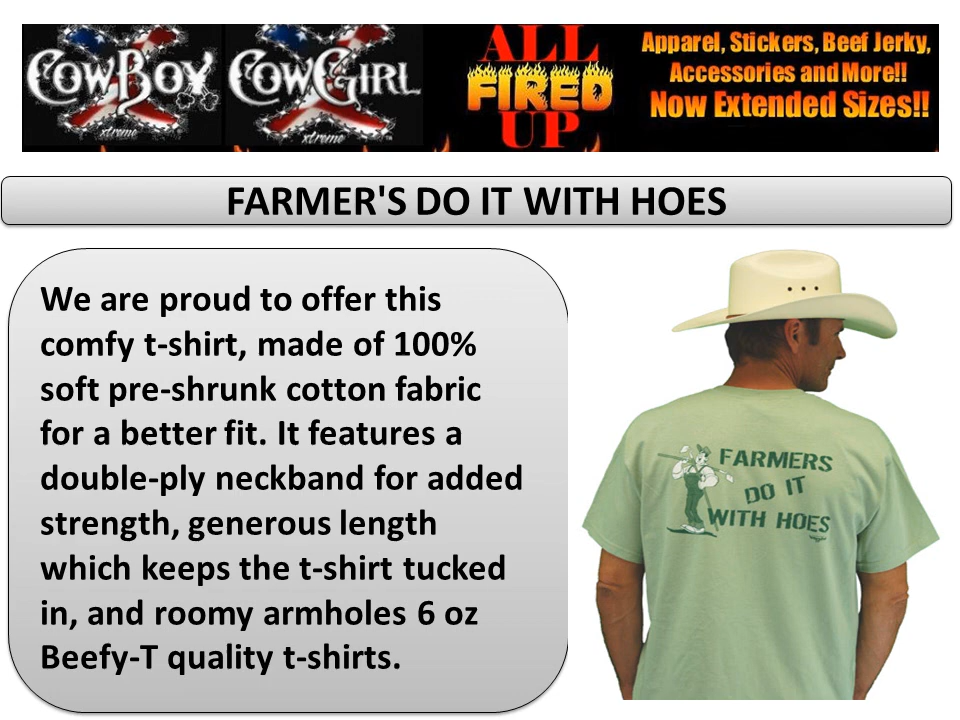 CowBoy
xtreme
CowGirl
xtreme
ALL
FIRED
UP
Apparel, Stickers, Beef Jerky,
Accessories and More!!
Now Extended Sizes!!
FARMER'S DO IT WITH HOES
We are proud to offer this
comfy t-shirt, made of 100%
soft pre-shrunk cotton fabric
for a better fit. It features a
double-ply neckband for added
strength, generous length
which keeps the t-shirt tucked
in, and roomy armholes 6 oz
Beefy-T quality t-shirts.
FARMERS
DO IT
WITH HOES